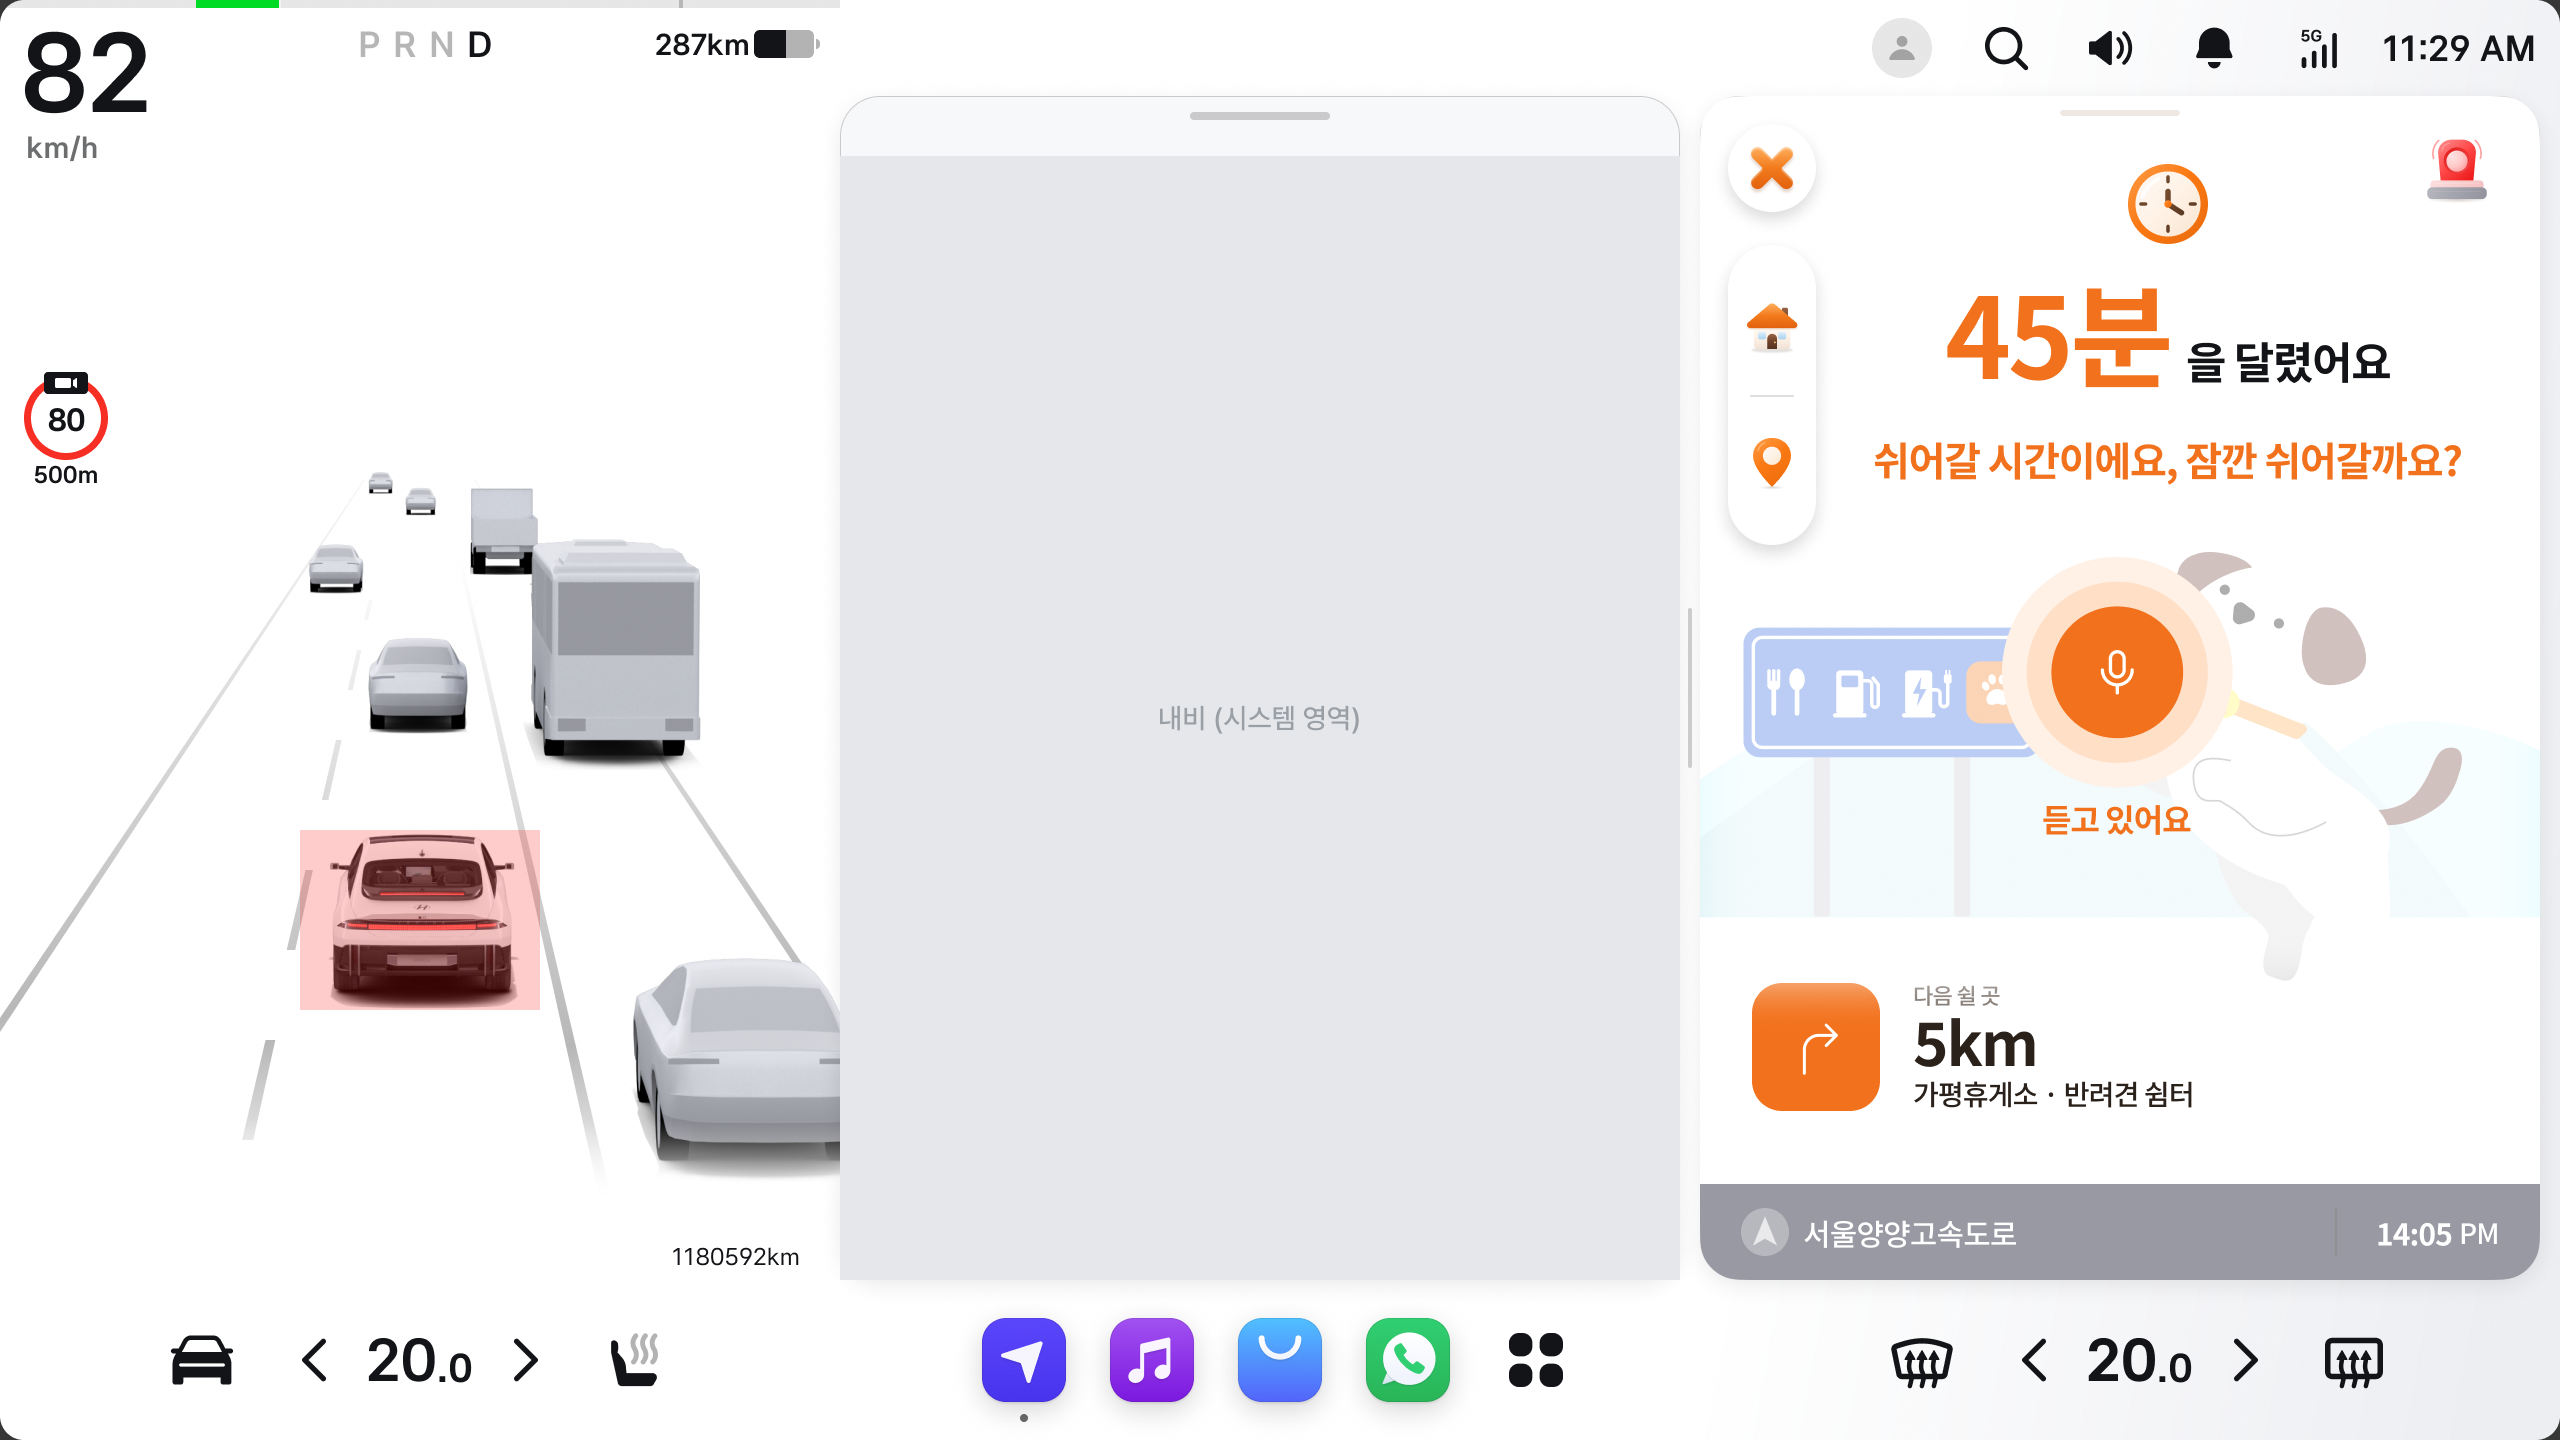 82
km/h
P R N D
287km
5G
11:29 AM
80
500m
내비 (시스템 영역)
45분을 달렸어요
쉬어갈 시간이에요, 잠깐 쉬어갈까요?
듣고 있어요
다음 쉴 곳
5km
가평휴게소 · 반려견 쉼터
서울양양고속도로
14:05 PM
1180592km
20.0
20.0